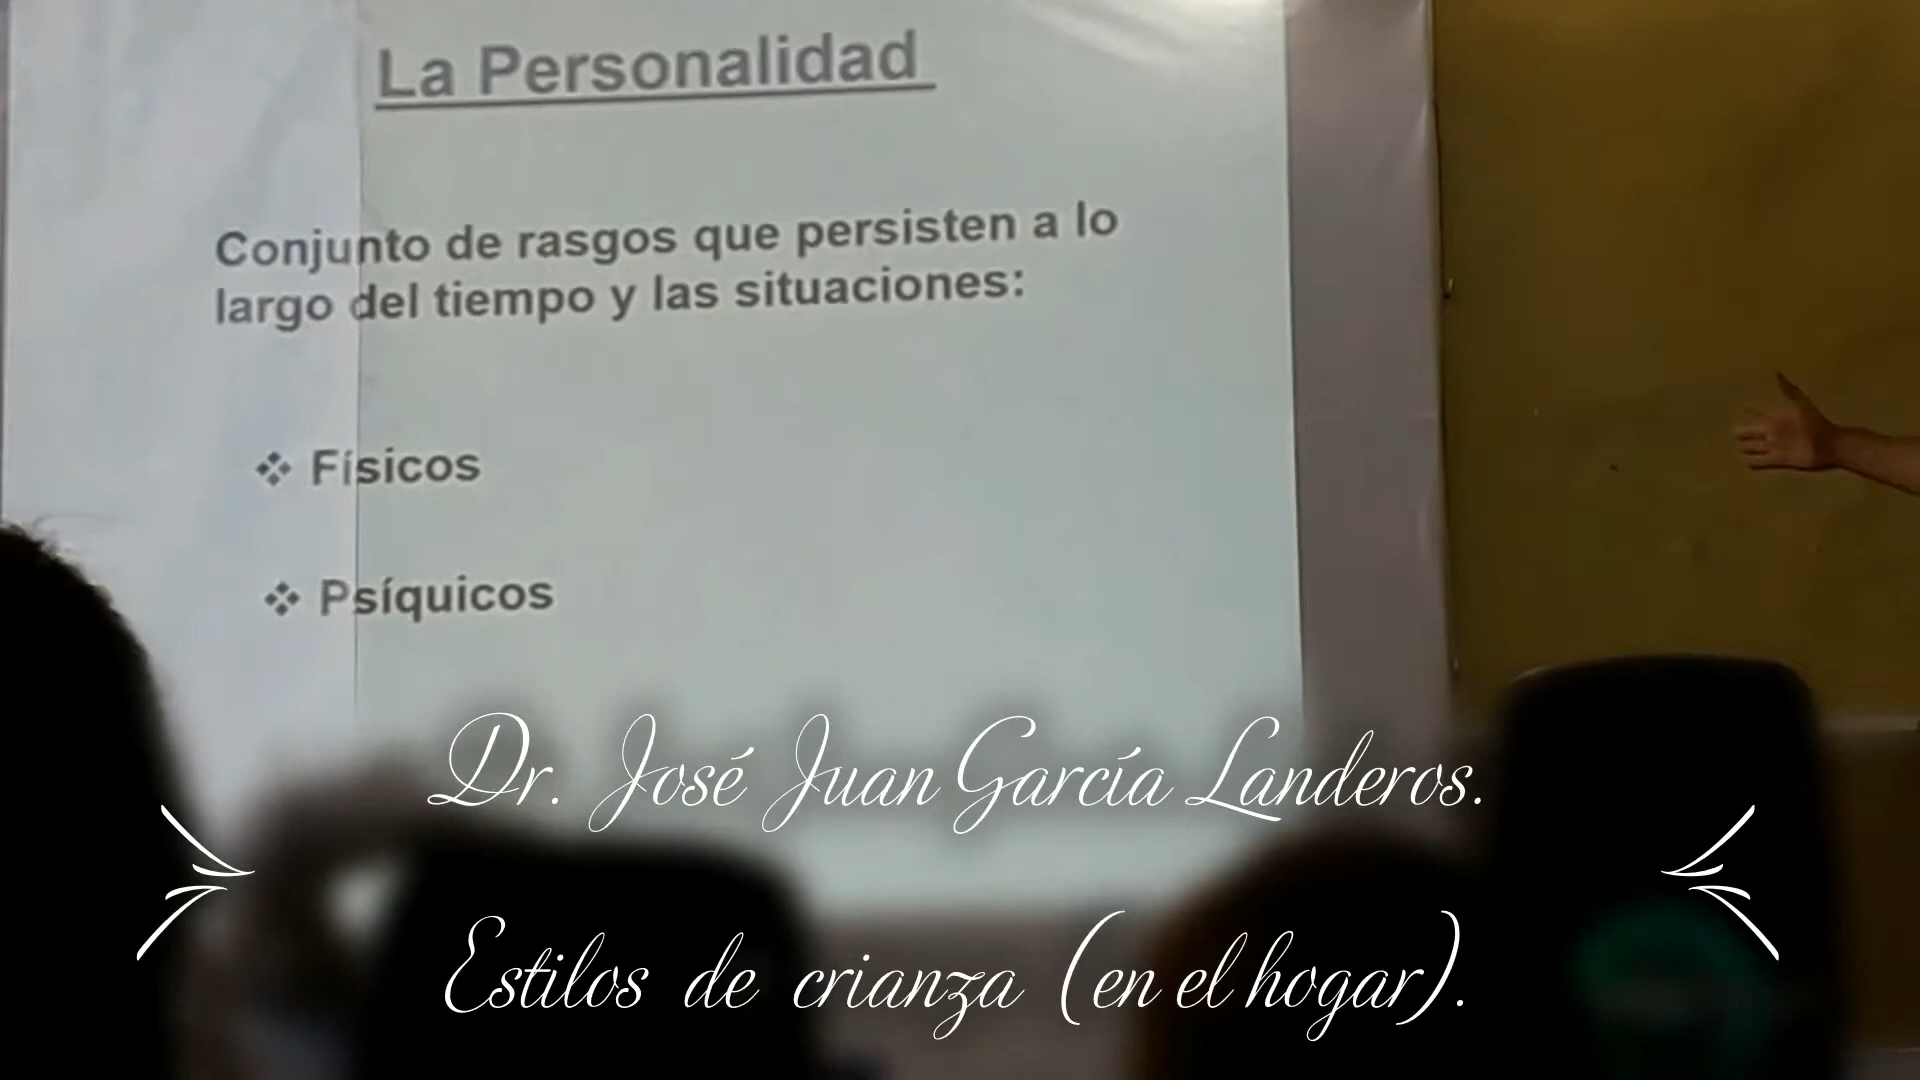 La Personalidad
Conjunto de rasgos que persisten a lo
largo del tiempo y las situaciones:
❖ Físicos
❖ Psíquicos
Dr. José Juan García Landeros.
Estilos de crianza (en el hogar).